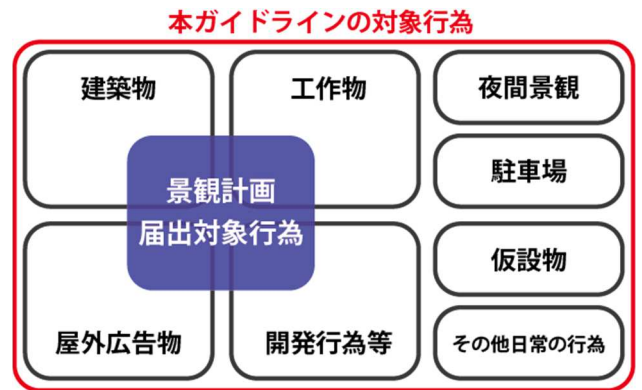 本ガイドラインの対象行為
建築物
工作物
夜間景観
駐車場
景観計画
届出対象行為
仮設物
屋外広告物
開発行為等
その他日常の行為